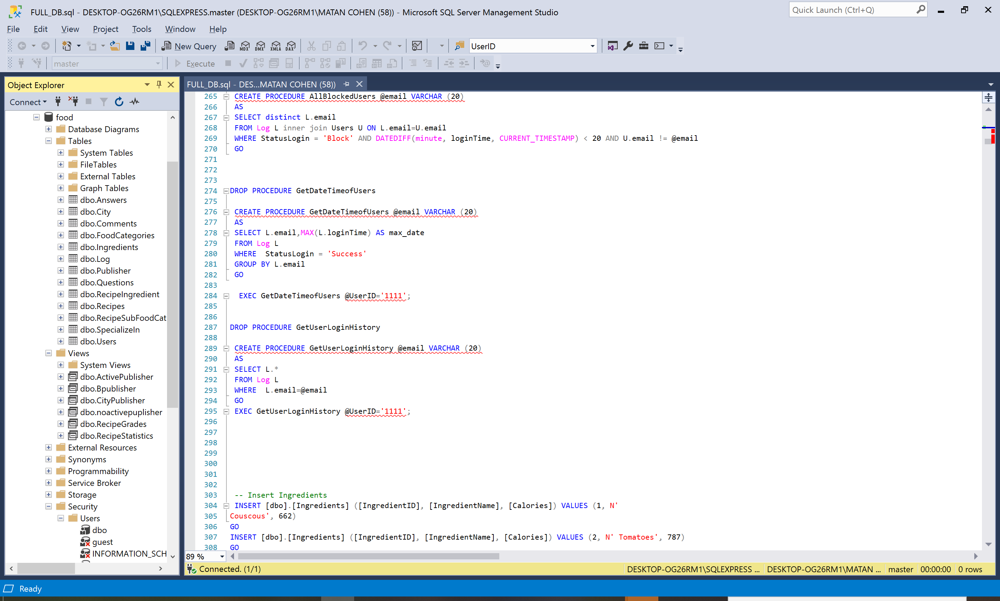 FULL_DB.sql - DESKTOP-OG26RM1\SQLEXPRESS.master (DESKTOP-OG26RM1\MATAN COHEN (58)) - Microsoft SQL Server Management Studio
Quick Launch (Ctrl+Q)
File Edit View Project Tools Window Help
New Query MDX DMX XMLA DAX UserID
master Execute
Object Explorer
Connect
food
Database Diagrams
Tables
System Tables
FileTables
External Tables
Graph Tables
dbo.Answers
dbo.City
dbo.Comments
dbo.FoodCategories
dbo.Ingredients
dbo.Log
dbo.Publisher
dbo.Questions
dbo.RecipeIngredient
dbo.Recipes
dbo.RecipeSubFoodCat
dbo.SpecializeIn
dbo.Users
Views
System Views
dbo.ActivePublisher
dbo.Bpublisher
dbo.CityPublisher
dbo.noactivepuplisher
dbo.RecipeGrades
dbo.RecipeStatistics
External Resources
Synonyms
Programmability
Service Broker
Storage
Security
Users
dbo
guest
INFORMATION_SCH
FULL_DB.sql - DES...MATAN COHEN (58))
265 CREATE PROCEDURE AllBlockedUsers @email VARCHAR (20)
266 AS
267 SELECT distinct L.email
268 FROM Log L inner join Users U ON L.email=U.email
269 WHERE StatusLogin = 'Block' AND DATEDIFF(minute, loginTime, CURRENT_TIMESTAMP) < 20 AND U.email != @email
270 GO
271
272
273
274 DROP PROCEDURE GetDateTimeofUsers
275
276 CREATE PROCEDURE GetDateTimeofUsers @email VARCHAR (20)
277 AS
278 SELECT L.email,MAX(L.loginTime) AS max_date
279 FROM Log L
280 WHERE  StatusLogin = 'Success'
281 GROUP BY L.email
282 GO
283
284 EXEC GetDateTimeofUsers @UserID='1111';
285
286
287 DROP PROCEDURE GetUserLoginHistory
288
289 CREATE PROCEDURE GetUserLoginHistory @email VARCHAR (20)
290 AS
291 SELECT L.*
292 FROM Log L
293 WHERE  L.email=@email
294 GO
295 EXEC GetUserLoginHistory @UserID='1111';
296
297
298
299
300
301
302
303 -- Insert Ingredients
304 INSERT [dbo].[Ingredients] ([IngredientID], [IngredientName], [Calories]) VALUES (1, N'
305 Couscous', 662)
306 GO
307 INSERT [dbo].[Ingredients] ([IngredientID], [IngredientName], [Calories]) VALUES (2, N' Tomatoes', 787)
308 GO
89 %
Connected. (1/1) DESKTOP-OG26RM1\SQLEXPRESS ... DESKTOP-OG26RM1\MATAN ... master 00:00:00 0 rows
Ready